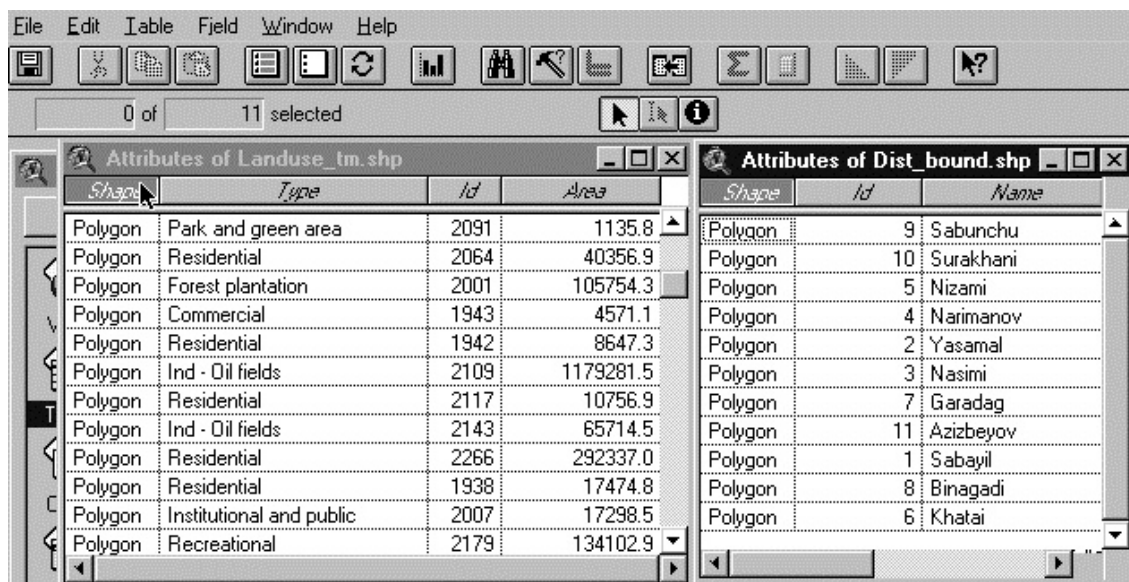 File Edit Table Field Window Help
0 of 11 selected
Attributes of Landuse_tm.shp
Shape Type Id Area
Polygon Park and green area 2091 1135.8
Polygon Residential 2064 40356.9
Polygon Forest plantation 2001 105754.3
Polygon Commercial 1943 4571.1
Polygon Residential 1942 8647.3
Polygon Ind - Oil fields 2109 1179281.5
Polygon Residential 2117 10756.9
Polygon Ind - Oil fields 2143 65714.5
Polygon Residential 2266 292337.0
Polygon Residential 1938 17474.8
Polygon Institutional and public 2007 17298.5
Polygon Recreational 2179 134102.9
Attributes of Dist_bound.shp
Shape Id Name
Polygon 9 Sabunchu
Polygon 10 Surakhani
Polygon 5 Nizami
Polygon 4 Narimanov
Polygon 2 Yasamal
Polygon 3 Nasimi
Polygon 7 Garadag
Polygon 11 Azizbeyov
Polygon 1 Sabayil
Polygon 8 Binagadi
Polygon 6 Khatai